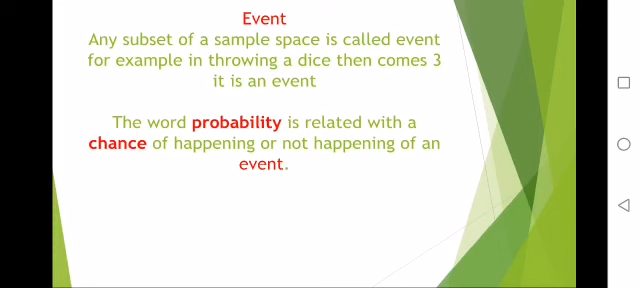 Event
Any subset of a sample space is called event
for example in throwing a dice then comes 3
it is an event
The word probability is related with a
chance of happening or not happening of an
event.